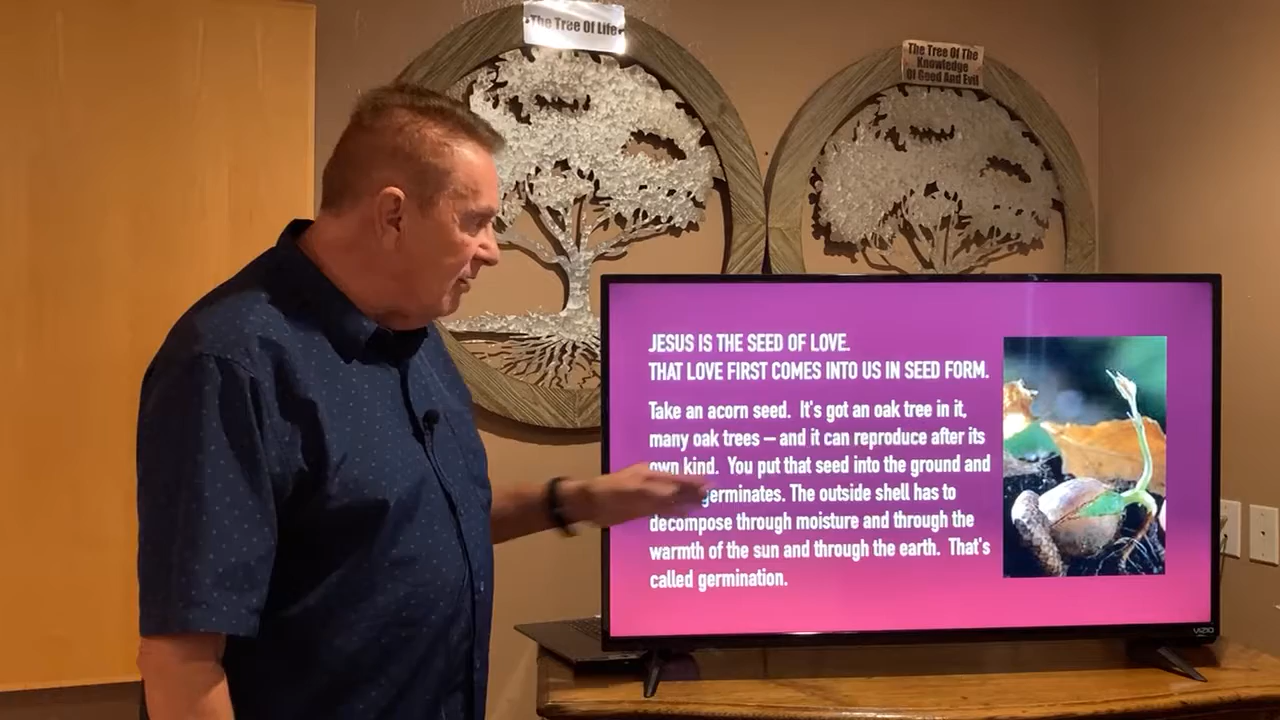 •The Tree Of Life•
The Tree Of The
Knowledge
Of Good And Evil
JESUS IS THE SEED OF LOVE.
THAT LOVE FIRST COMES INTO US IN SEED FORM.
Take an acorn seed. It's got an oak tree in it,
many oak trees – and it can reproduce after its
own kind. You put that seed into the ground and
germinates. The outside shell has to
decompose through moisture and through the
warmth of the sun and through the earth. That's
called germination.
VIZIO